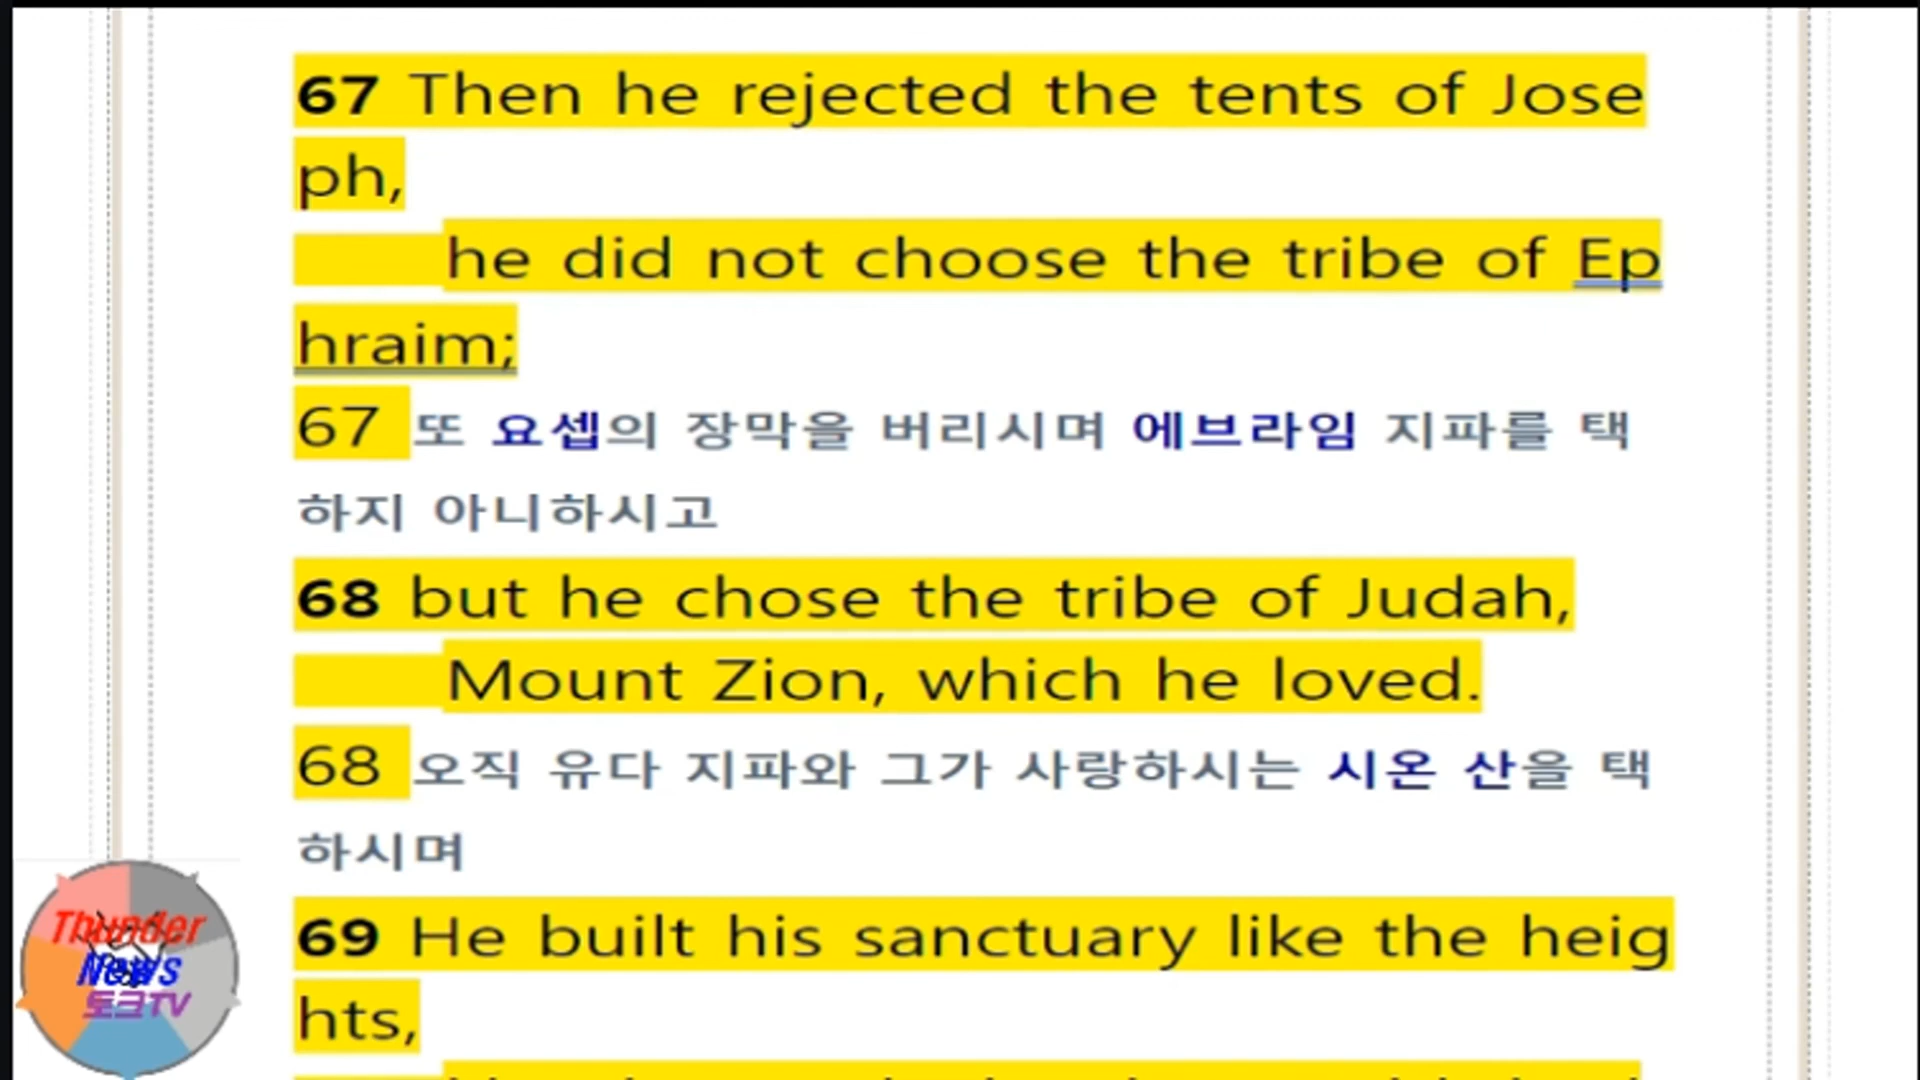 67 Then he rejected the tents of Jose
ph,
he did not choose the tribe of Ep
hraim;
67 또 요셉의 장막을 버리시며 에브라임 지파를 택
하지 아니하시고
68 but he chose the tribe of Judah,
Mount Zion, which he loved.
68 오직 유다 지파와 그가 사랑하시는 시온 산을 택
하시며
69 He built his sanctuary like the heig
hts,
Thunder
News
토크TV